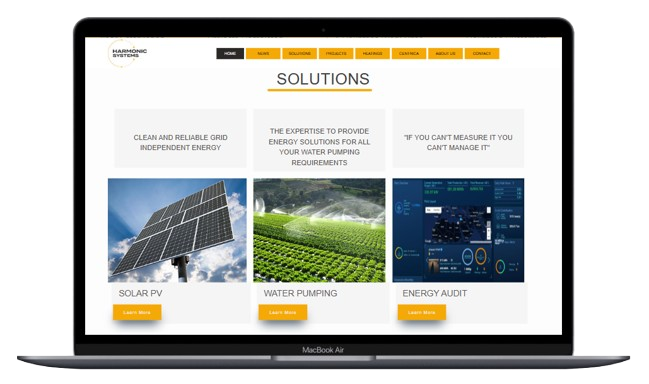 HARMONIC
SYSTEMS
HOME NEWS SOLUTIONS PROJECTS HEATINGS CENTRICA ABOUT US CONTACT
SOLUTIONS
CLEAN AND RELIABLE GRID
INDEPENDENT ENERGY
THE EXPERTISE TO PROVIDE
ENERGY SOLUTIONS FOR ALL
YOUR WATER PUMPING
REQUIREMENTS
"IF YOU CAN'T MEASURE IT YOU
CAN'T MANAGE IT"
SOLAR PV
WATER PUMPING
ENERGY AUDIT
Learn More
Learn More
Learn More
MacBook Air